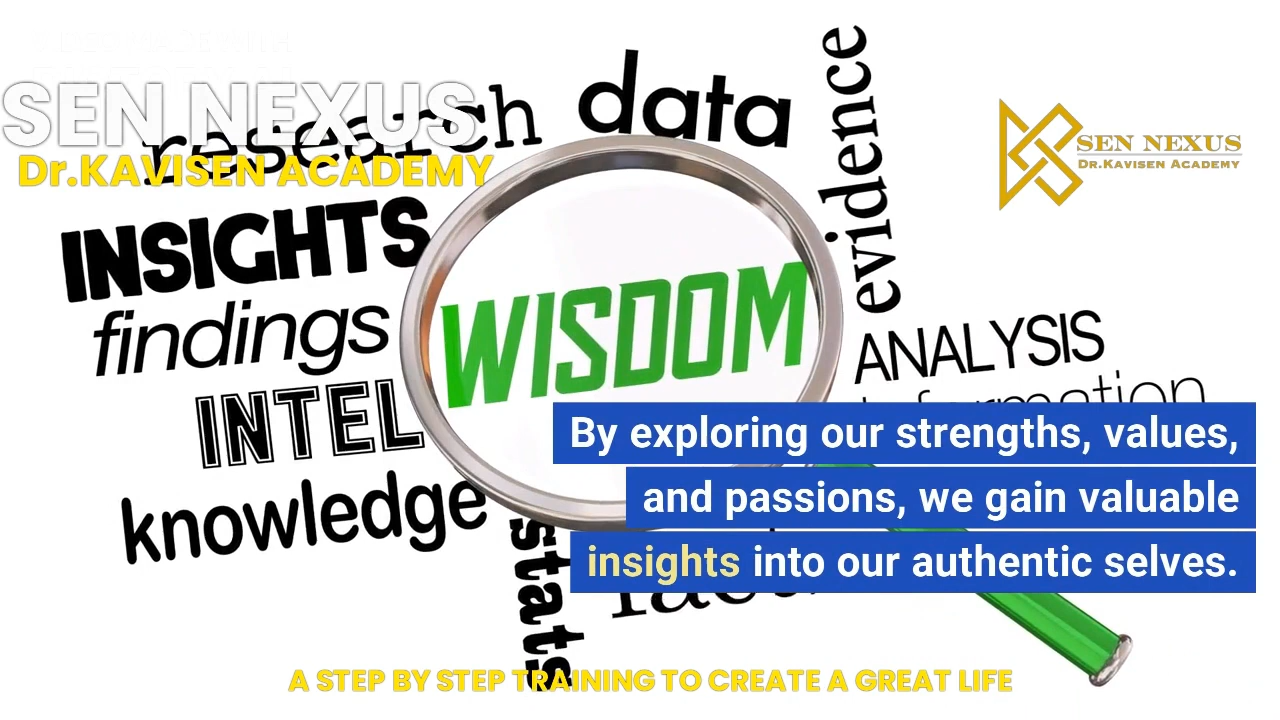 SEN NEXUS
Dr.KAVISEN ACADEMY
research
data
evidence
SEN NEXUS
Dr.Kavisen Academy
INSIGHTS
findings
INTEL
knowledge
WISDOM
ANALYSIS
information
By exploring our strengths, values,
and passions, we gain valuable
insights into our authentic selves.
stats
A STEP BY STEP TRAINING TO CREATE A GREAT LIFE